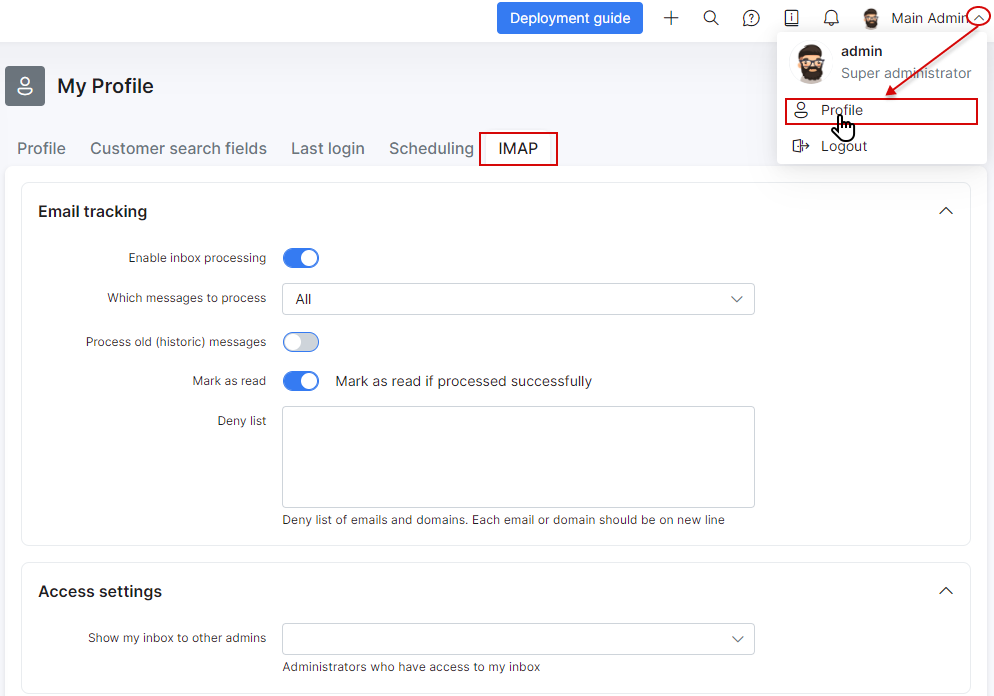 Deployment guide
Main Admin
admin
Super administrator
Profile
Logout
My Profile
Profile Customer search fields Last login Scheduling IMAP
Email tracking
Enable inbox processing
Which messages to process All
Process old (historic) messages
Mark as read Mark as read if processed successfully
Deny list
Deny list of emails and domains. Each email or domain should be on new line
Access settings
Show my inbox to other admins
Administrators who have access to my inbox